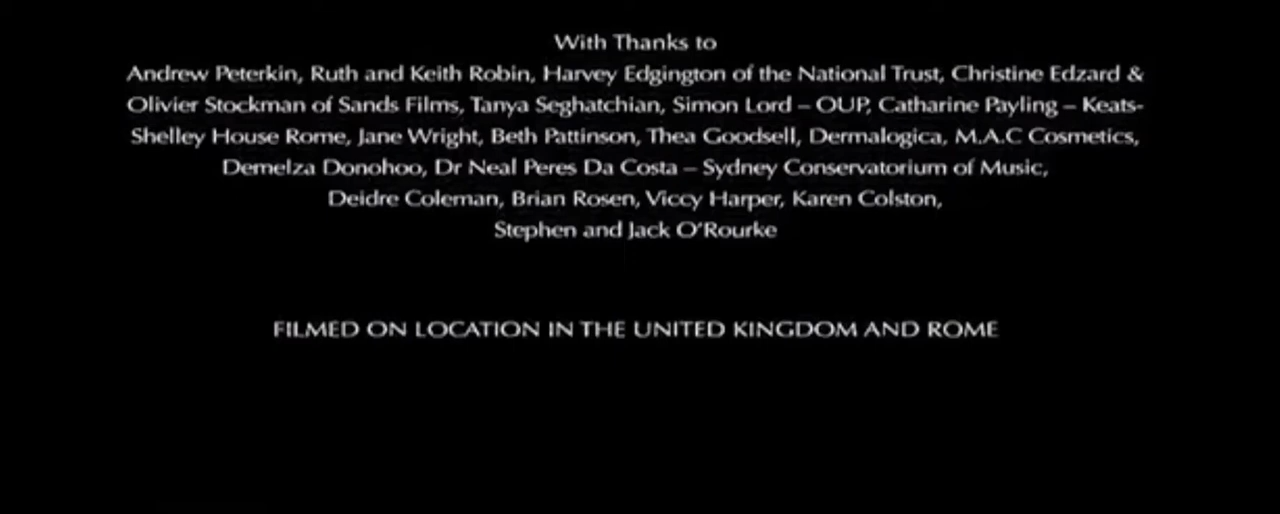 With Thanks to
Andrew Peterkin, Ruth and Keith Robin, Harvey Edgington of the National Trust, Christine Edzard &
Olivier Stockman of Sands Films, Tanya Seghatchian, Simon Lord – OUP, Catharine Payling – Keats-
Shelley House Rome, Jane Wright, Beth Pattinson, Thea Goodsell, Dermalogica, M.A.C Cosmetics,
Demelza Donohoo, Dr Neal Peres Da Costa – Sydney Conservatorium of Music,
Deidre Coleman, Brian Rosen, Viccy Harper, Karen Colston,
Stephen and Jack O'Rourke
FILMED ON LOCATION IN THE UNITED KINGDOM AND ROME